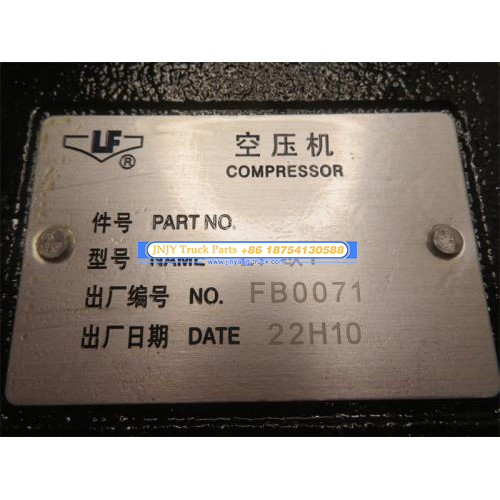 LF
®
空压机
COMPRESSOR
件号 PART NO.
JNJY Truck Parts +86 18754130588
型号 NAME
出厂编号 NO. FB0071
出厂日期 DATE 22H10